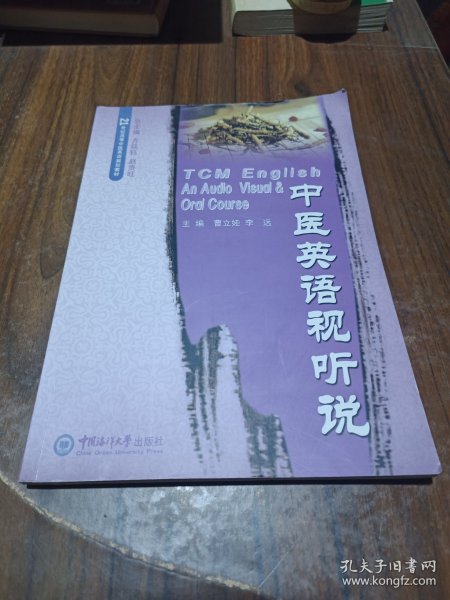 TCM English
An Audio Visual &
Oral Course
主 编 曹立娅 李 远
中医英语视听说
中国海洋大学出版社
China Ocean University Press
孔夫子旧书网
www.kongfz.com